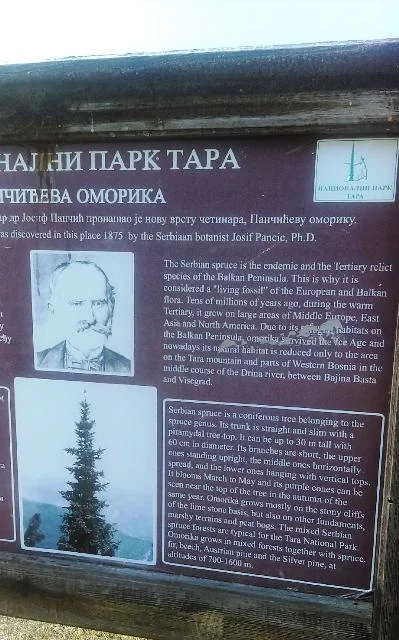 НАЛНИ ПАРК ТАРА
НЧИЋЕВА ОМОРИКА
др Јосиф Панчић пронашао је нову врсту четинара, Панчићеву оморику.
as discovered in this place 1875 by the Serbiaan botanist Josif Pancic, Ph.D.
НАЦИОНАЛНИ ПАРК
ТАРА
The Serbian spruce is the endemic and the Tertiary relict
species of the Balkan Peninsula. This is why it is
considered a "living fossil" of the European and Balkan
flora. Tens of millions of years ago, during the warm
Tertiary, it grew on large areas of Middle Europe, East
Asia and North America. Due to its habitats on
the Balkan Peninsula, omorika survived the Ice Age and
nowadays its natural habitat is reduced only to the area
on the Tara mountain and parts of Western Bosnia in the
middle course of the Drina river, between Bajina Basta
and Visegrad.
Serbian spruce is a coniferous tree belonging to the
spruce genus. Its trunk is straight and slim with a
piramydal tree-top. It can be up to 30 m tall with
60 cm in diameter. Its branches are short, the upper
ones standing upright, the middle ones horizontally
spread, and the lower ones hanging with vertical tops.
It blooms March to May and its purple cones can be
seen near the top of the tree in the autumn of the
same year. Omorika grows mostly on the stony cliffs
of the lime stone basis, but also on other fundaments,
marshy terrains and peat bogs. The mixed Serbian
spruce forests are typical for the Tara National Park.
Omorika grows in mixed forests together with spruce,
fir, beech, Austrian pine and the Silver pine, at
altitudes of 700-1600 m.